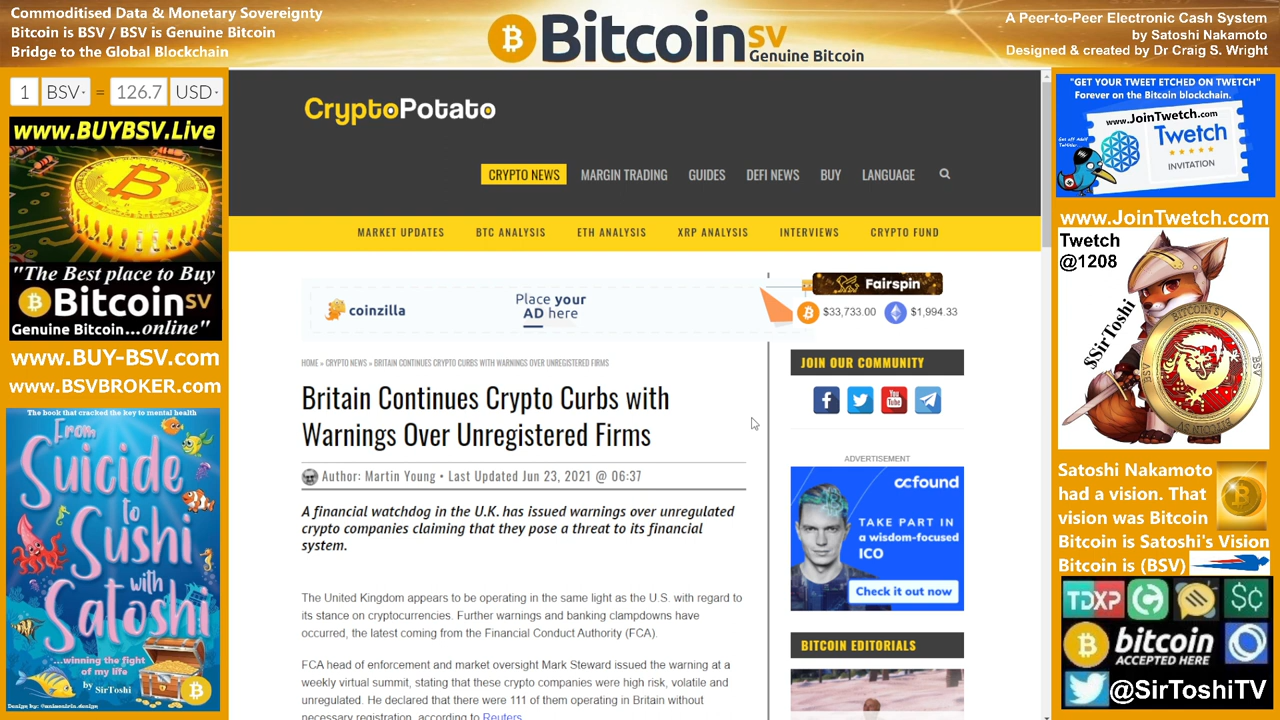 Commoditised Data & Monetary Sovereignty
Bitcoin is BSV / BSV is Genuine Bitcoin
Bridge to the Global Blockchain
BitcoinSV
Genuine Bitcoin
A Peer-to-Peer Electronic Cash System
by Satoshi Nakamoto
Designed & created by Dr Craig S. Wright
1 BSV = 126.7 USD
www.BUYBSV.Live
"The Best place to Buy
BitcoinSV
Genuine Bitcoin...online"
www.BUY-BSV.com
www.BSVBROKER.com
The book that cracked the key to mental health
From
Suicide
to
Sushi
with
Satoshi
...winning the fight
of my life
by SirToshi
CryptoPotato
CRYPTO NEWS MARGIN TRADING GUIDES DEFI NEWS BUY LANGUAGE
MARKET UPDATES BTC ANALYSIS ETH ANALYSIS XRP ANALYSIS INTERVIEWS CRYPTO FUND
coinzilla
Place your
AD here
Fairspin
$33,733.00 $1,994.33
HOME » CRYPTO NEWS » BRITAIN CONTINUES CRYPTO CURBS WITH WARNINGS OVER UNREGISTERED FIRMS
Britain Continues Crypto Curbs with
Warnings Over Unregistered Firms
Author: Martin Young • Last Updated Jun 23, 2021 @ 06:37
A financial watchdog in the U.K. has issued warnings over unregulated
crypto companies claiming that they pose a threat to its financial
system.
The United Kingdom appears to be operating in the same light as the U.S. with regard to
its stance on cryptocurrencies. Further warnings and banking clampdowns have
occurred, the latest coming from the Financial Conduct Authority (FCA).
FCA head of enforcement and market oversight Mark Steward issued the warning at a
weekly virtual summit, stating that these crypto companies were high risk, volatile and
unregulated. He declared that there were 111 of them operating in Britain without
necessary registration, according to Reuters.
JOIN OUR COMMUNITY
You
Tube
ADVERTISEMENT
ccfound
TAKE PART IN
a wisdom-focused
ICO
Check it out now
BITCOIN EDITORIALS
"GET YOUR TWEET ETCHED ON TWETCH"
Forever on the Bitcoin blockchain.
www.JoinTwetch.com
Twetch
INVITATION
www.JoinTwetch.com
Twetch
@1208
$SirToshi
BITCOIN SV
BSV
BSV
Satoshi Nakamoto
had a vision. That
vision was Bitcoin
Bitcoin is Satoshi's Vision
Bitcoin is (BSV)
TDXP
bitcoin
ACCEPTED HERE
@SirToshiTV